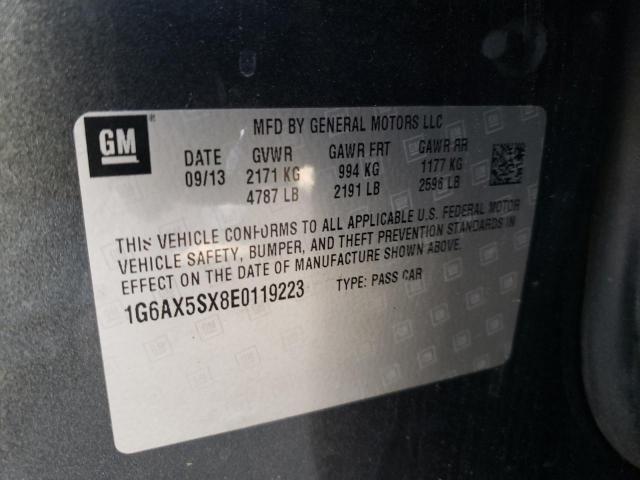 GM
MFD BY GENERAL MOTORS LLC
DATE GVWR GAWR FRT GAWR RR
09/13 2171 KG 994 KG 1177 KG
4787 LB 2191 LB 2596 LB
THIS VEHICLE CONFORMS TO ALL APPLICABLE U.S. FEDERAL MOTOR
VEHICLE SAFETY, BUMPER, AND THEFT PREVENTION STANDARDS IN
EFFECT ON THE DATE OF MANUFACTURE SHOWN ABOVE.
1G6AX5SX8E0119223 TYPE: PASS CAR